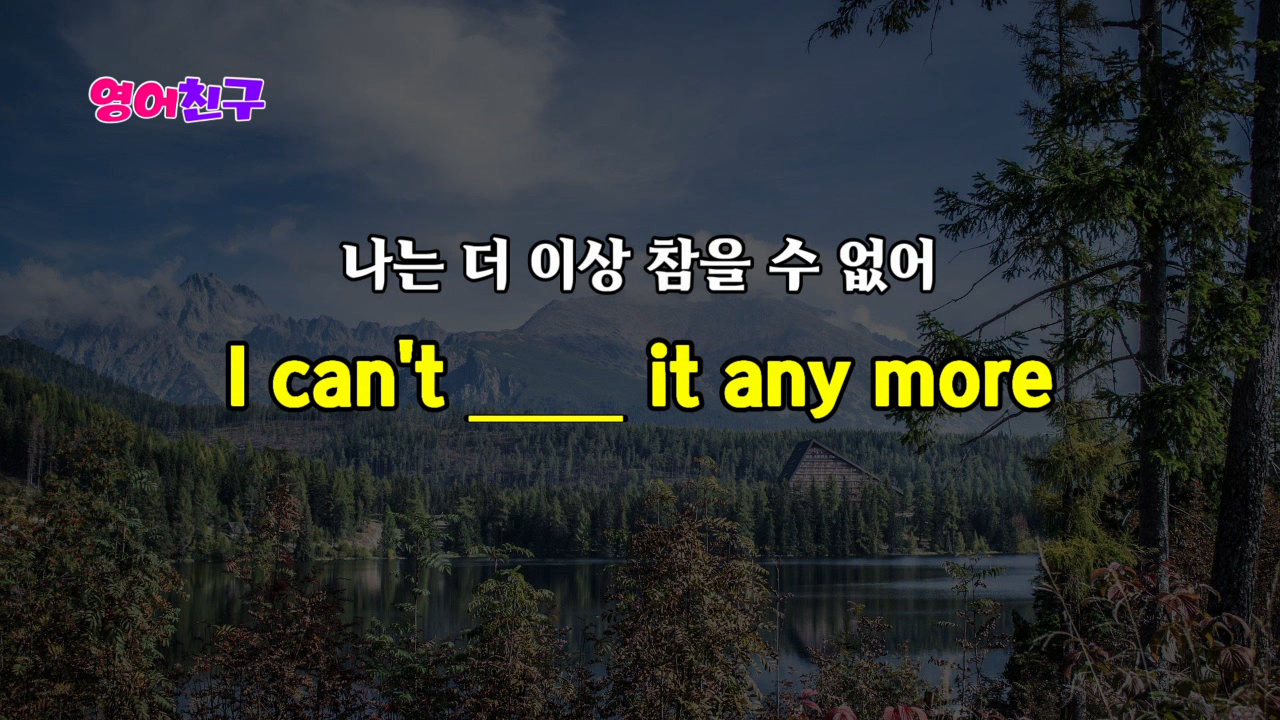 영어친구
나는 더 이상 참을 수 없어
I can't ____ it any more